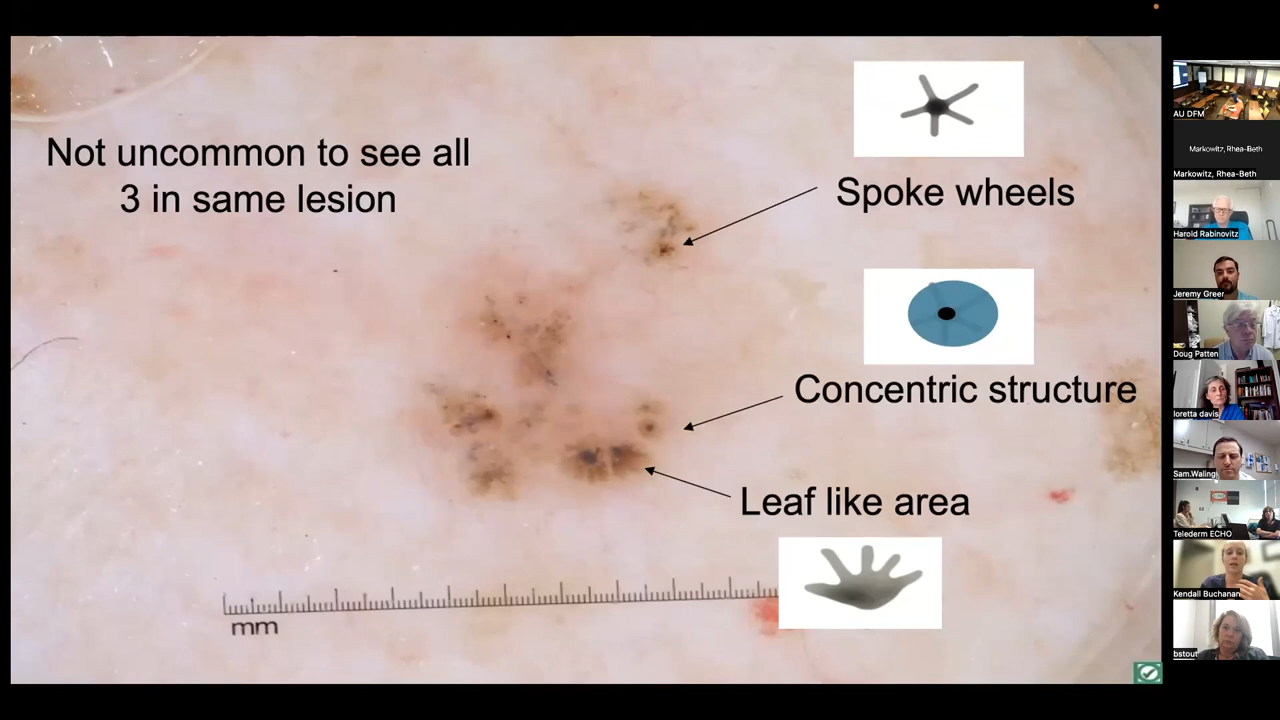 Not uncommon to see all
3 in same lesion
Spoke wheels
Concentric structure
Leaf like area
mm
AU DFM
Markowitz, Rhea-Beth
Markowitz, Rhea-Beth
Harold Rabinovitz
Jeremy Greer
Doug Patten
loretta davis
Sam.Waling
Telederm ECHO
Kendall Buchanan
bstout